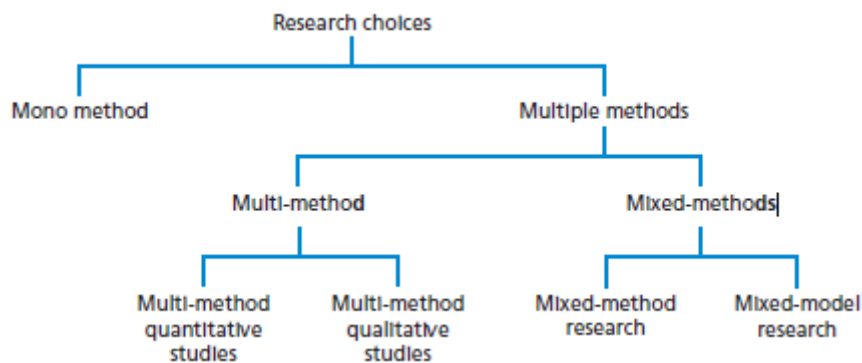 Research choices
Mono method
Multiple methods
Multi-method
Mixed-methods
Multi-method
quantitative
studies
Multi-method
qualitative
studies
Mixed-method
research
Mixed-model
research